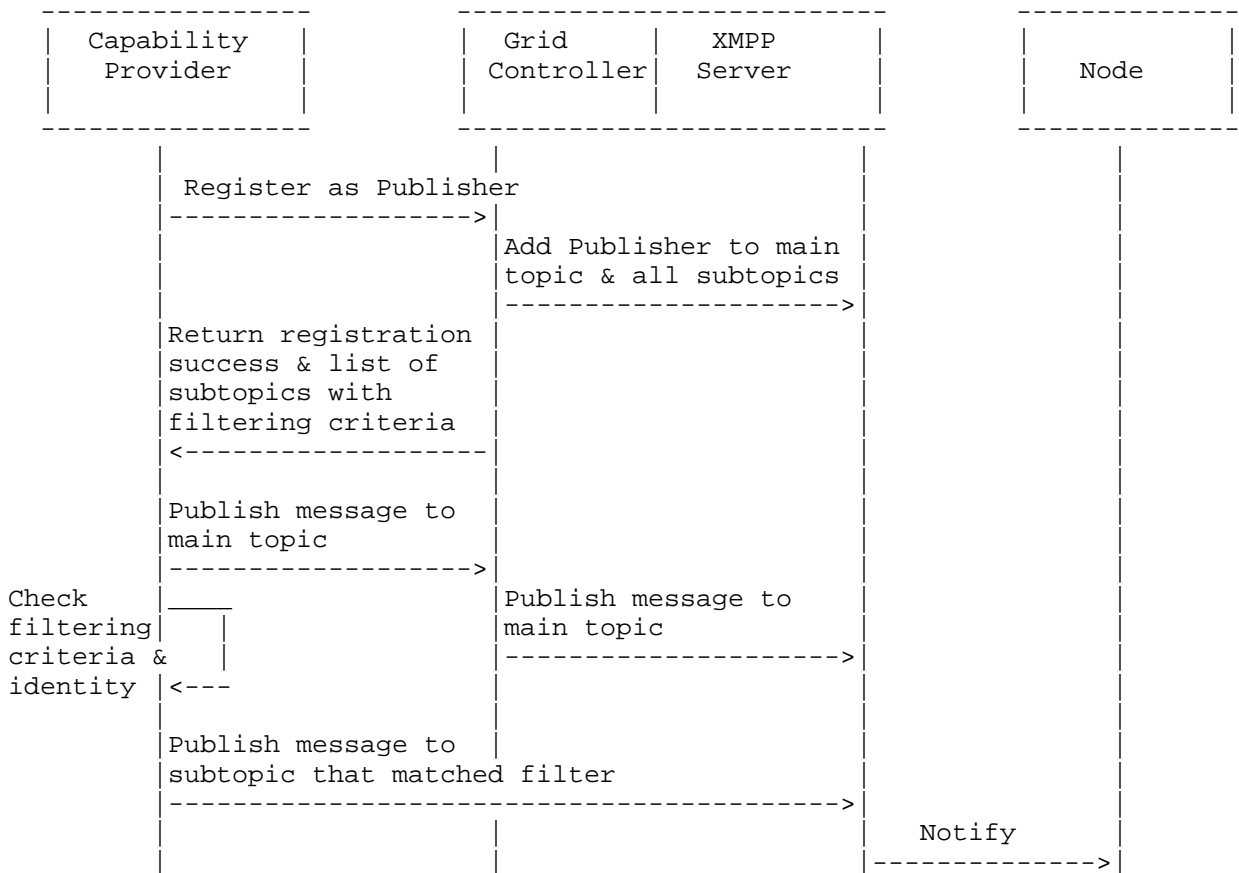 Capability Grid XMPP
Provider Controller Server Node
Register as Publisher
Add Publisher to main
topic & all subtopics
Return registration
success & list of
subtopics with
filtering criteria
Publish message to
main topic
Check Publish message to
filtering main topic
criteria &
identity
Publish message to
subtopic that matched filter
Notify